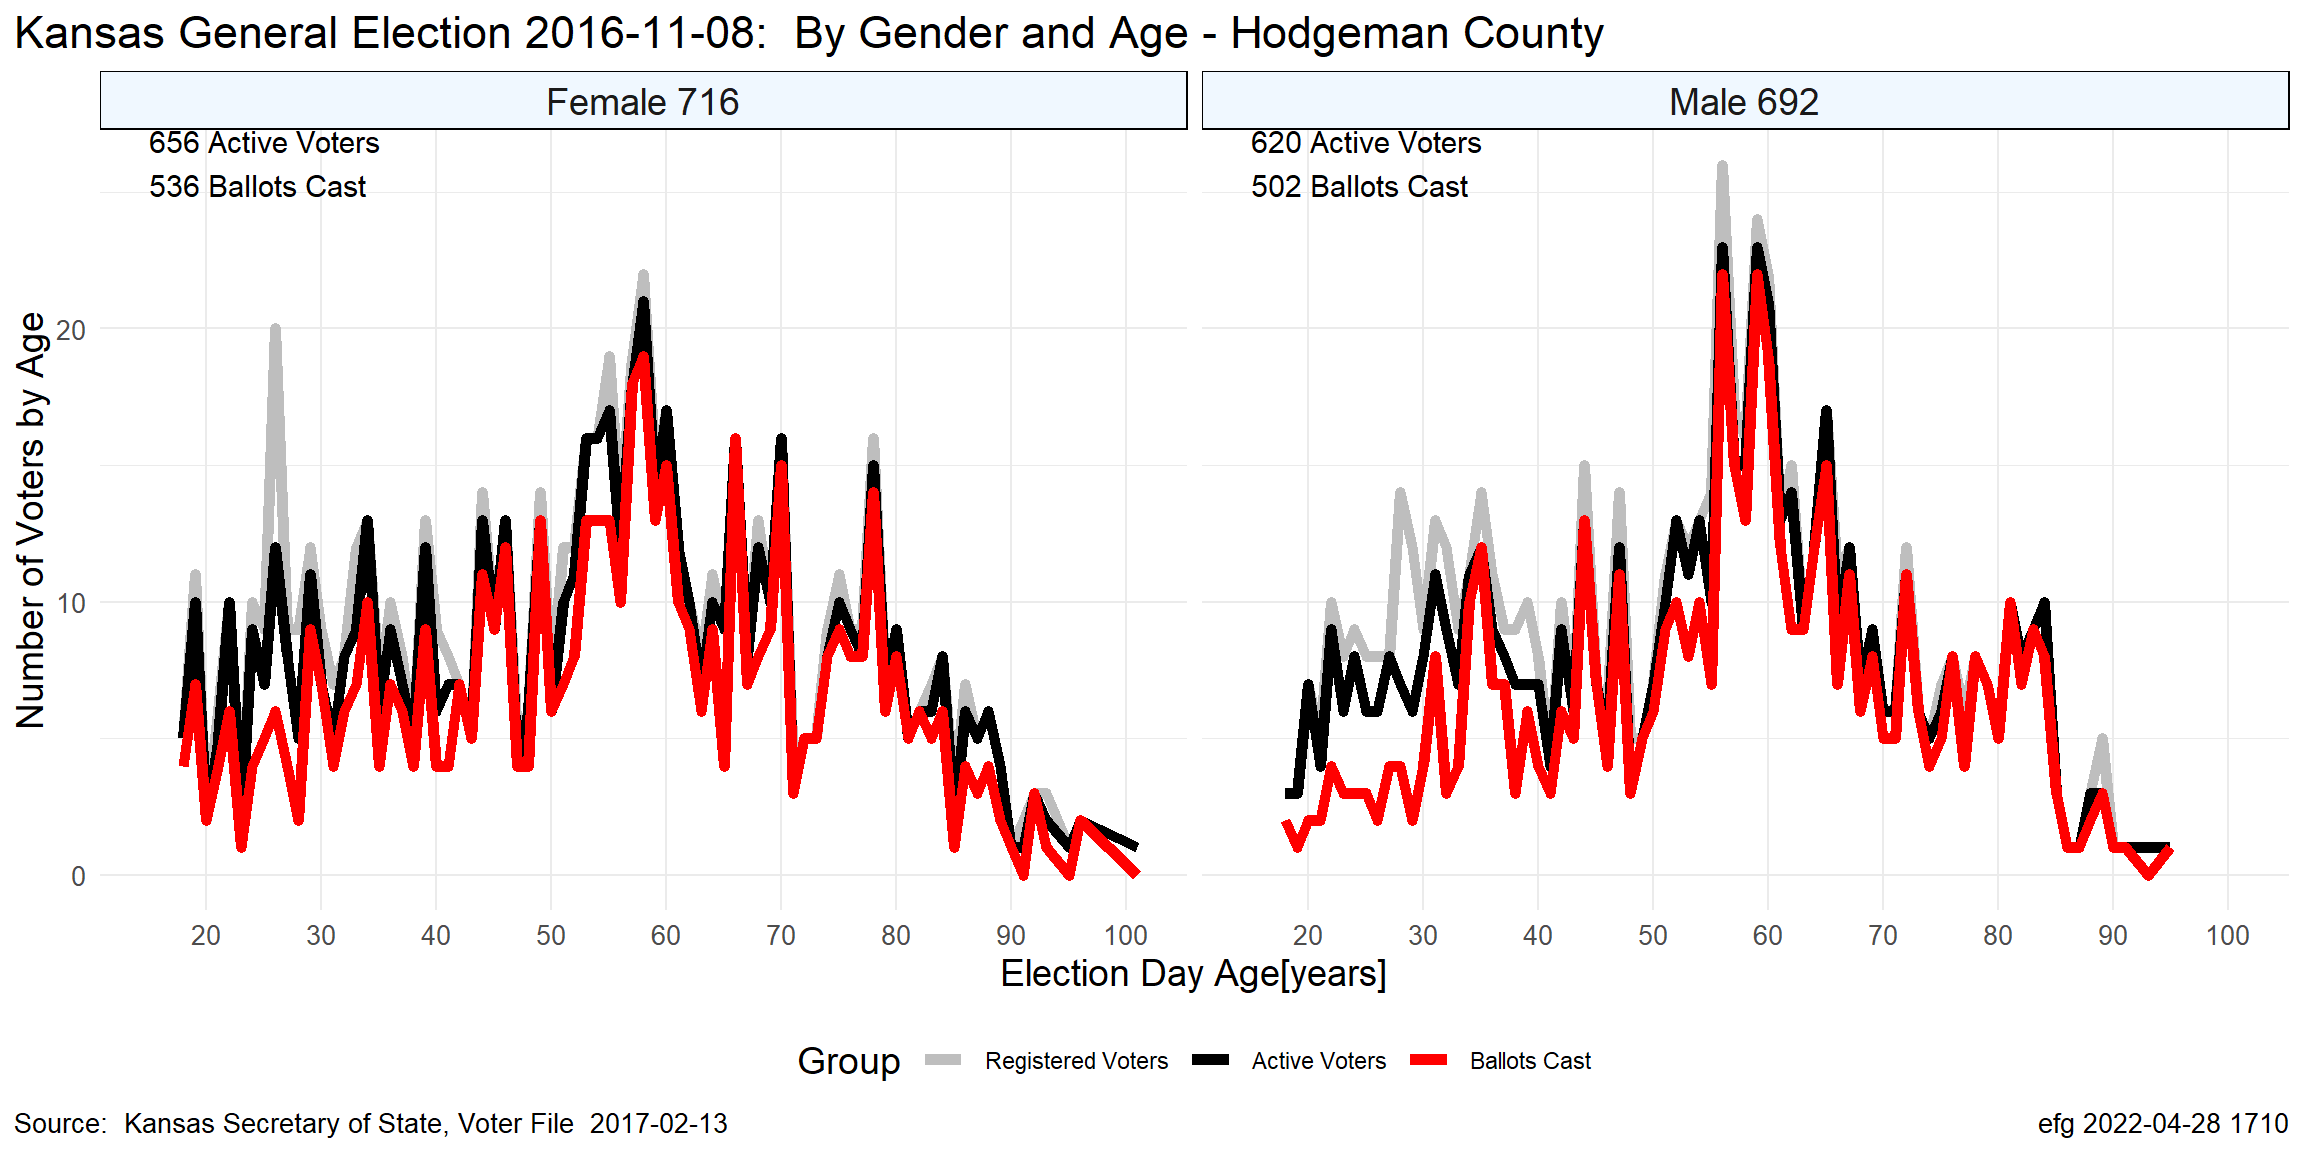 Kansas General Election 2016-11-08:  By Gender and Age - Hodgeman County
Female 716
Male 692
656 Active Voters
536 Ballots Cast
620 Active Voters
502 Ballots Cast
Number of Voters by Age
20
10
0
20 30 40 50 60 70 80 90 100
20 30 40 50 60 70 80 90 100
Election Day Age[years]
Group Registered Voters Active Voters Ballots Cast
Source:  Kansas Secretary of State, Voter File  2017-02-13
efg 2022-04-28 1710